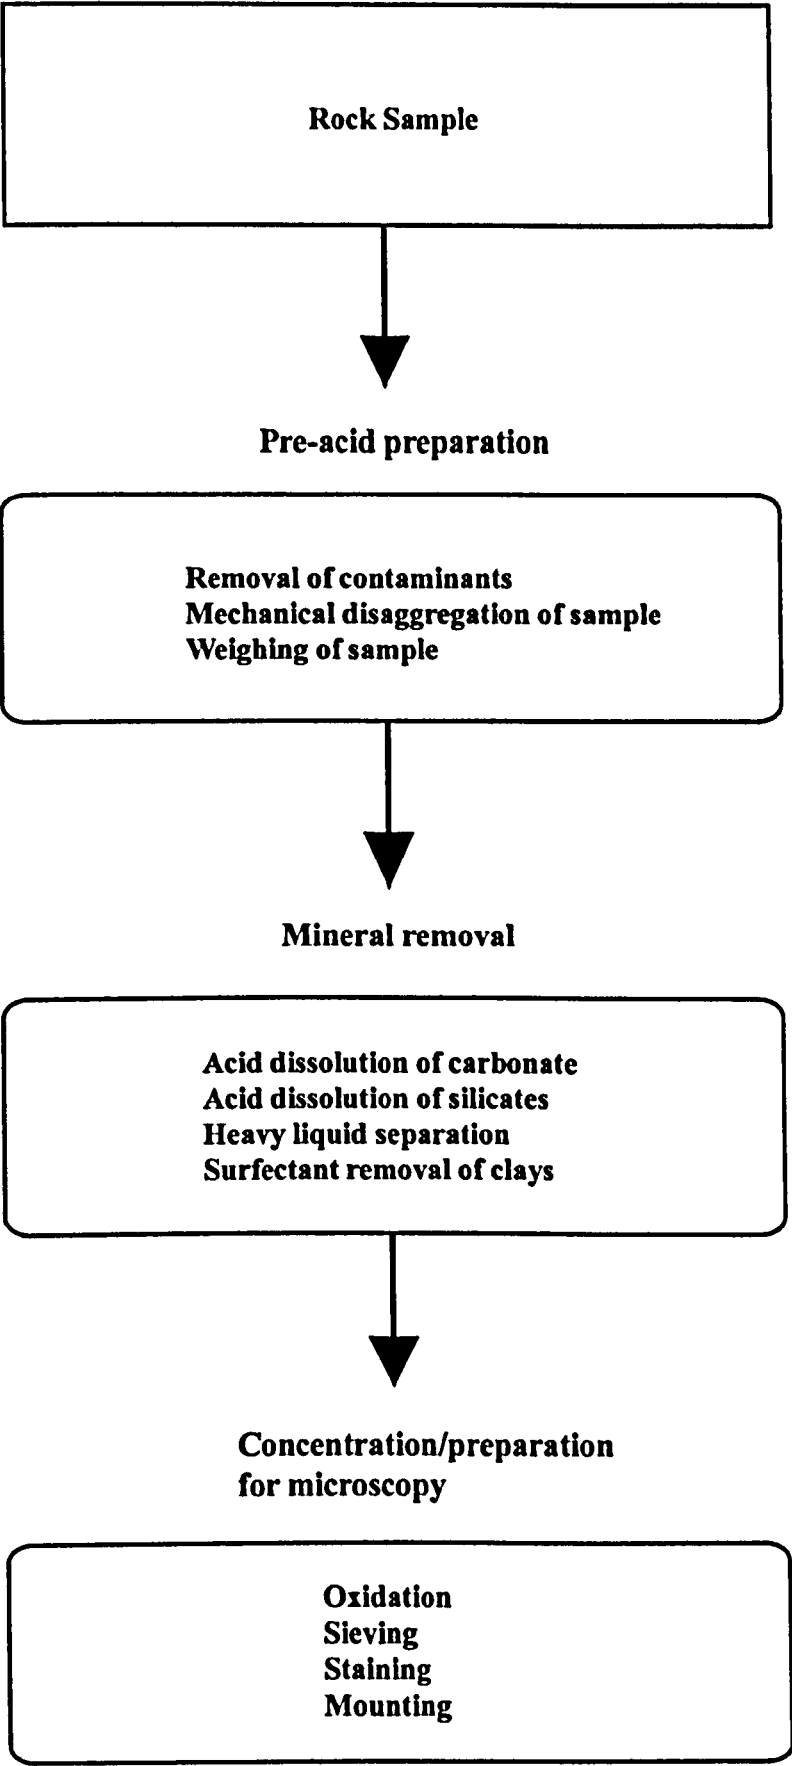 Rock Sample
Pre-acid preparation
Removal of contaminants
Mechanical disaggregation of sample
Weighing of sample
Mineral removal
Acid dissolution of carbonate
Acid dissolution of silicates
Heavy liquid separation
Surfectant removal of clays
Concentration/preparation
for microscopy
Oxidation
Sieving
Staining
Mounting